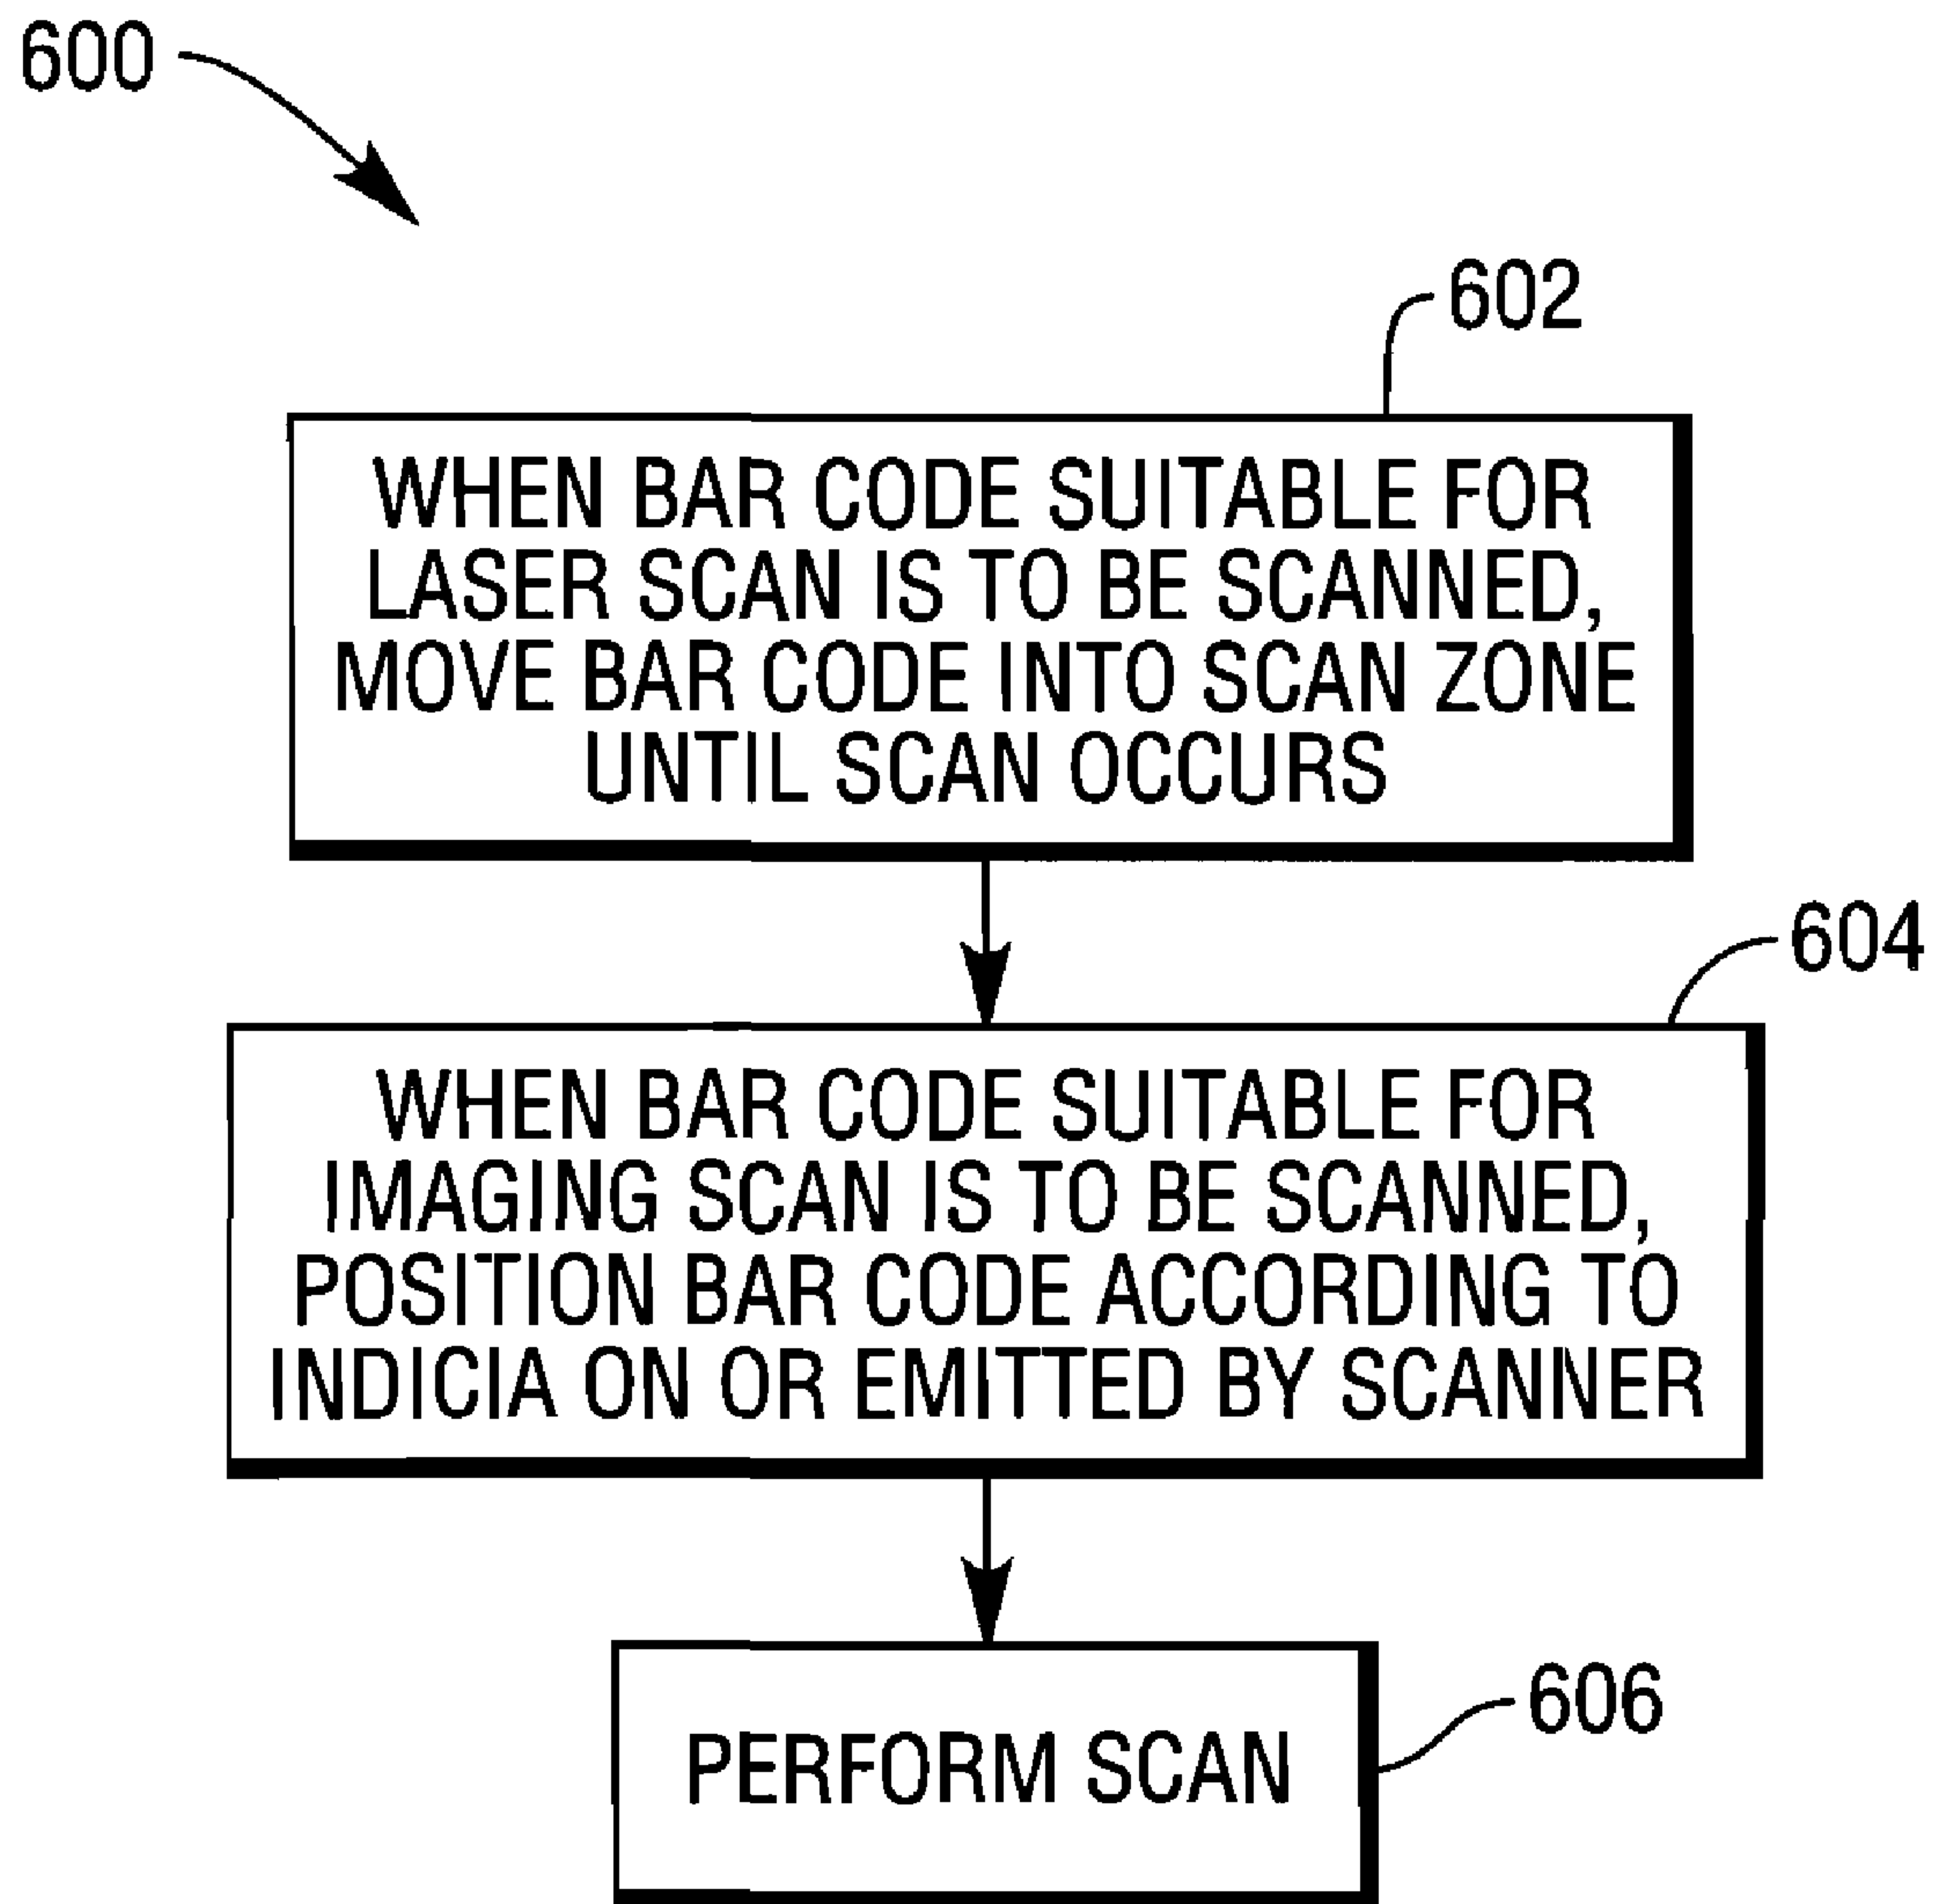 600
602
WHEN BAR CODE SUITABLE FOR
LASER SCAN IS TO BE SCANNED,
MOVE BAR CODE INTO SCAN ZONE
UNTIL SCAN OCCURS
604
WHEN BAR CODE SUITABLE FOR
IMAGING SCAN IS TO BE SCANNED,
POSITION BAR CODE ACCORDING TO
INDICIA ON OR EMITTED BY SCANNER
606
PERFORM SCAN